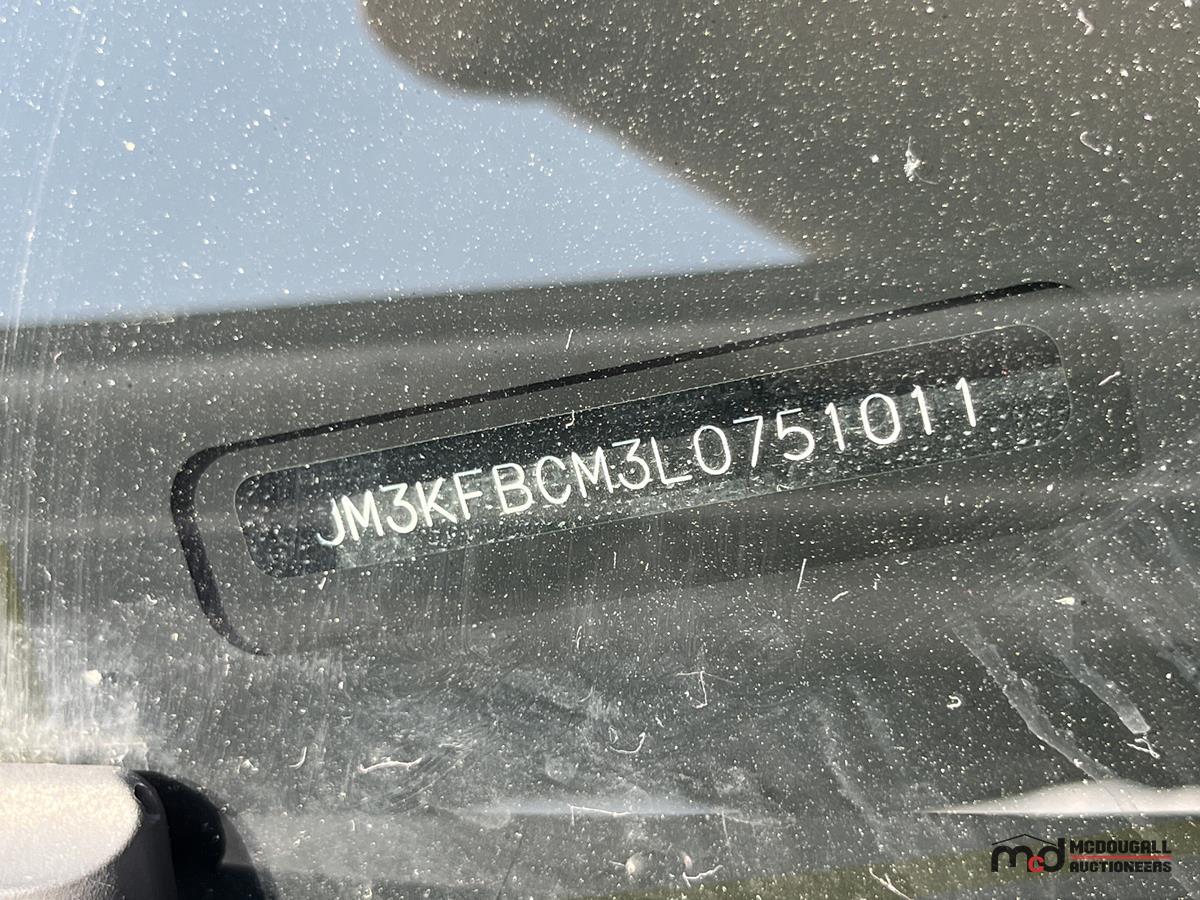 JM3KFBCM3L0751011
mcd MCDOUGALL
AUCTIONEERS